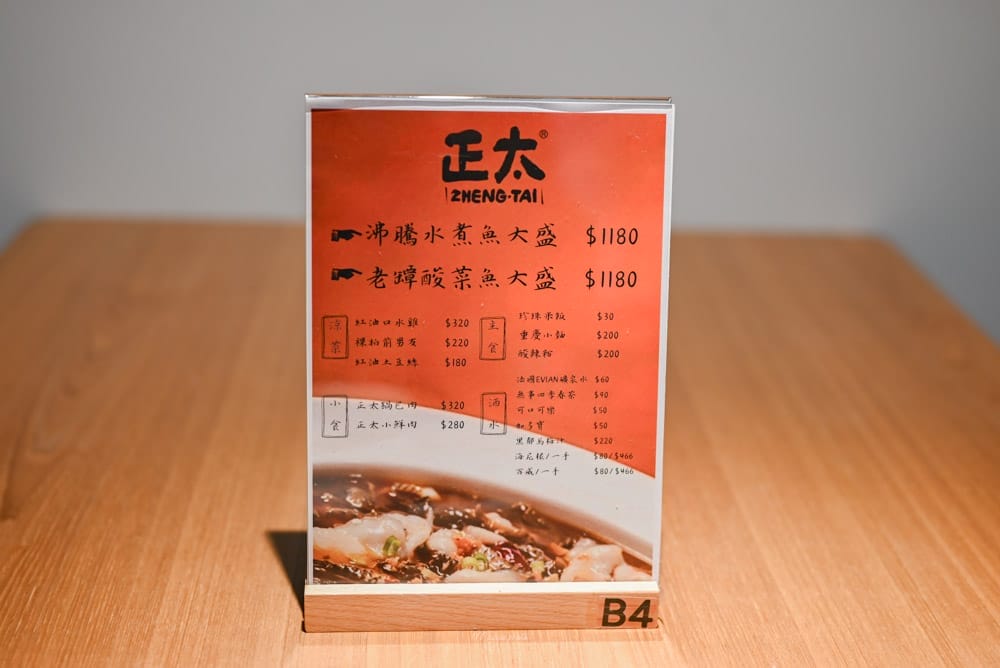 正太®
ZHENG·TAI
沸騰水煮魚大盛 $1180
老罈酸菜魚大盛 $1180
涼菜
紅油口水雞 $320
裸拍前男友 $220
紅油土豆絲 $180
主食
珍珠米飯 $30
重慶小麵 $200
酸辣粉 $200
小食
正太鍋巴肉 $320
正太小鮮肉 $280
酒水
法國EVIAN礦泉水 $60
無事四季春茶 $40
可口可樂 $50
加多寶 $50
黑部烏梅汁 $220
海尼根/一手 $80/$466
百威/一手 $80/$466
B4